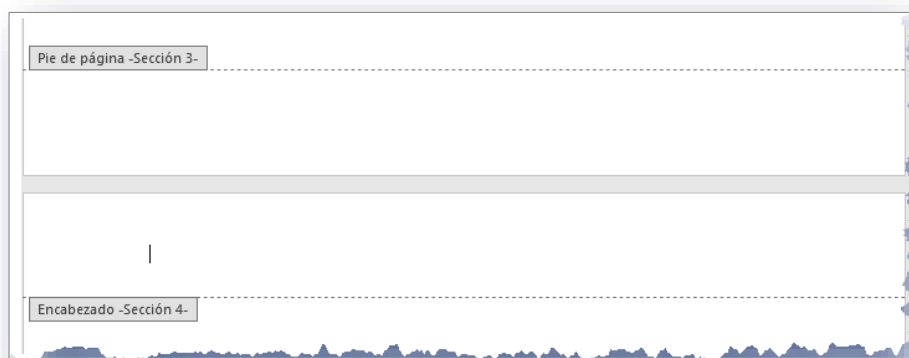 Pie de página -Sección 3-
Encabezado -Sección 4-